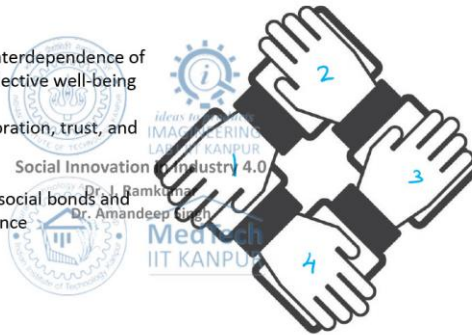 nterdependence of
ective well-being
oration, trust, and
social bonds and
nce
ideas to
IMAGINEERING
LAB IIT KANPUR
Social Innovation in Industry 4.0
Dr. J. Ramkumar
Dr. Amandeep Singh
MedTech
IIT KANPUR
1
2
3
4